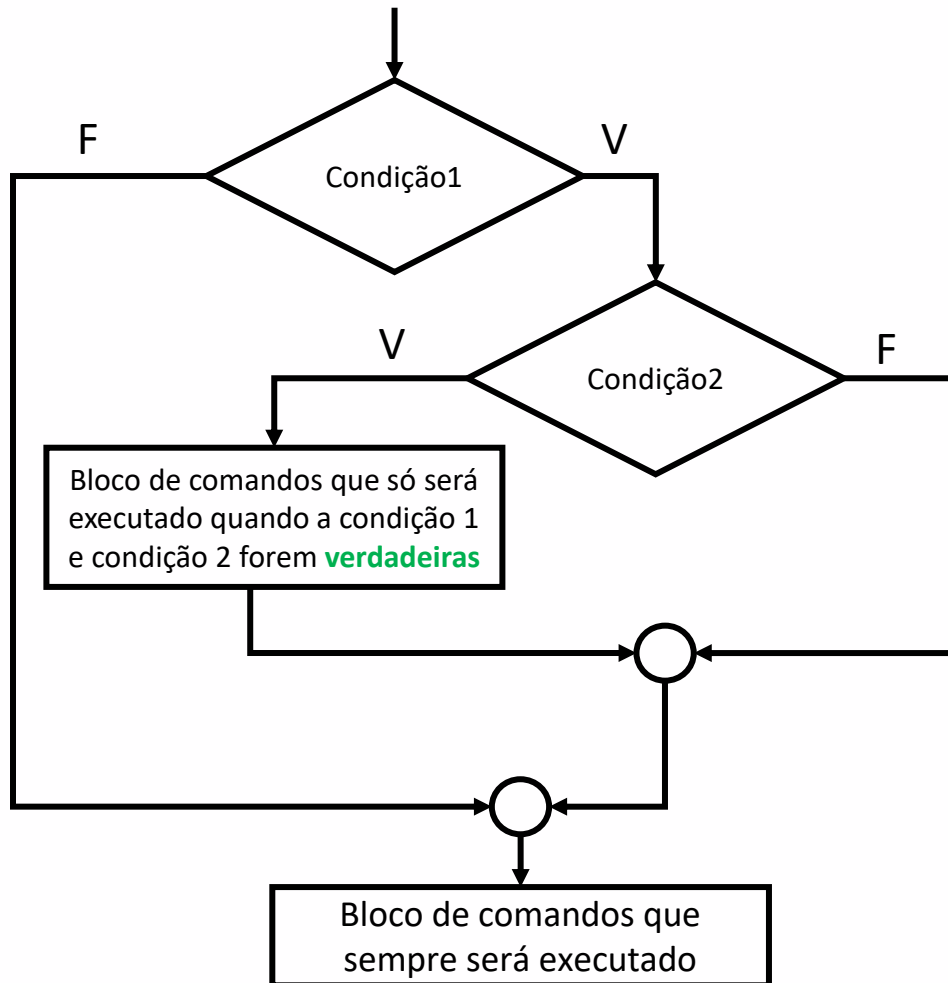 F
V
Condição1
V
F
Condição2
Bloco de comandos que só será
executado quando a condição 1
e condição 2 forem verdadeiras
Bloco de comandos que
sempre será executado